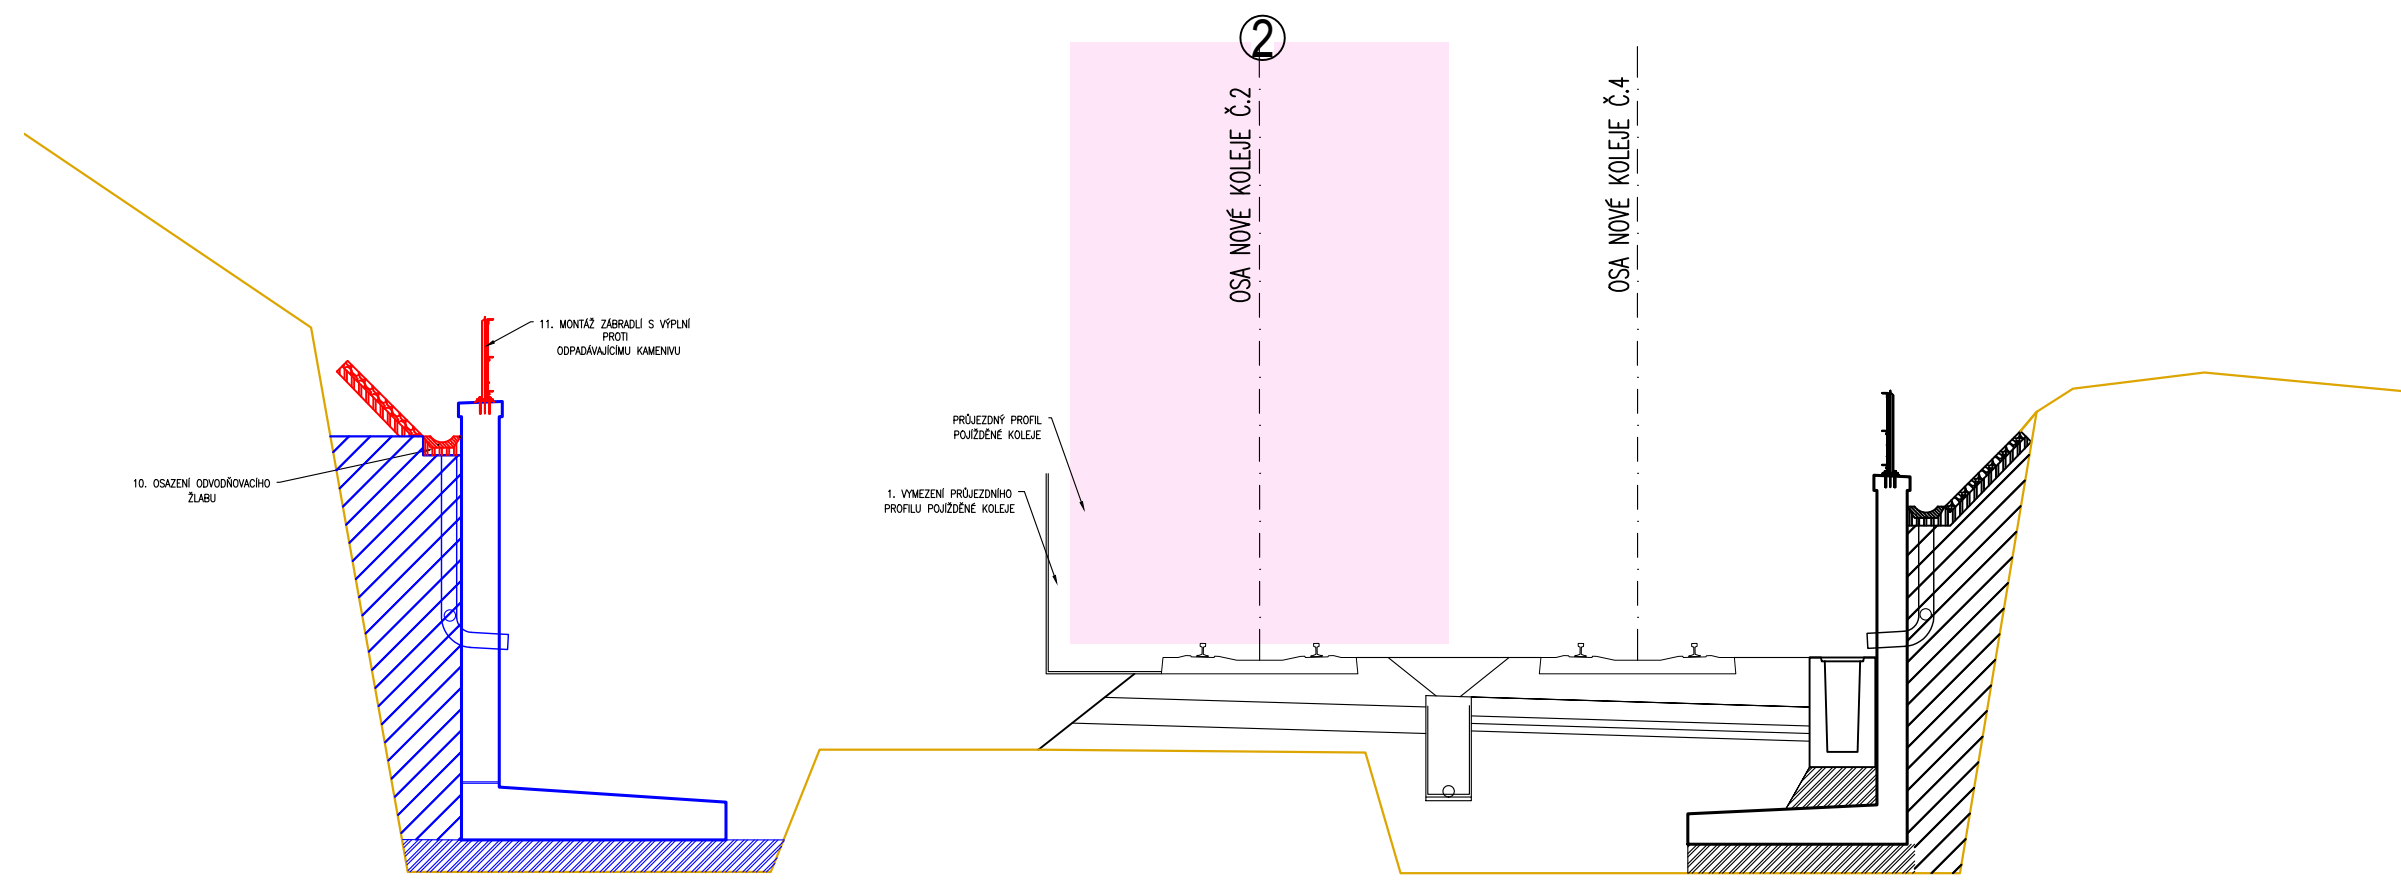 2
OSA NOVÉ KOLEJE Č.2
OSA NOVÉ KOLEJE Č.4
11. MONTÁŽ ZÁBRADLÍ S VÝPLNÍ
PROTI
ODPADÁVAJÍCÍMU KAMENIVU
PRŮJEZDNÝ PROFIL
POJÍŽDĚNÉ KOLEJE
10. OSAZENÍ ODVODŇOVACÍHO
ŽLABU
1. VYMEZENÍ PRŮJEZDNÍHO
PROFILU POJÍŽDĚNÉ KOLEJE